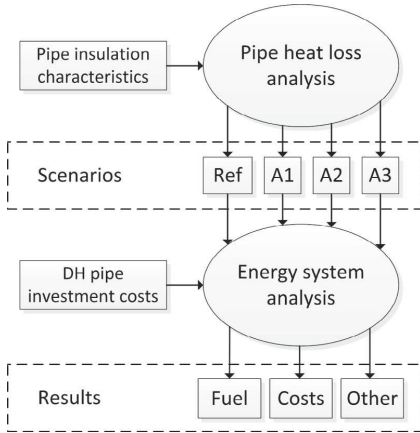 Pipe insulation
characteristics
Pipe heat loss
analysis
Scenarios
Ref
A1
A2
A3
DH pipe
investment costs
Energy system
analysis
Results
Fuel
Costs
Other